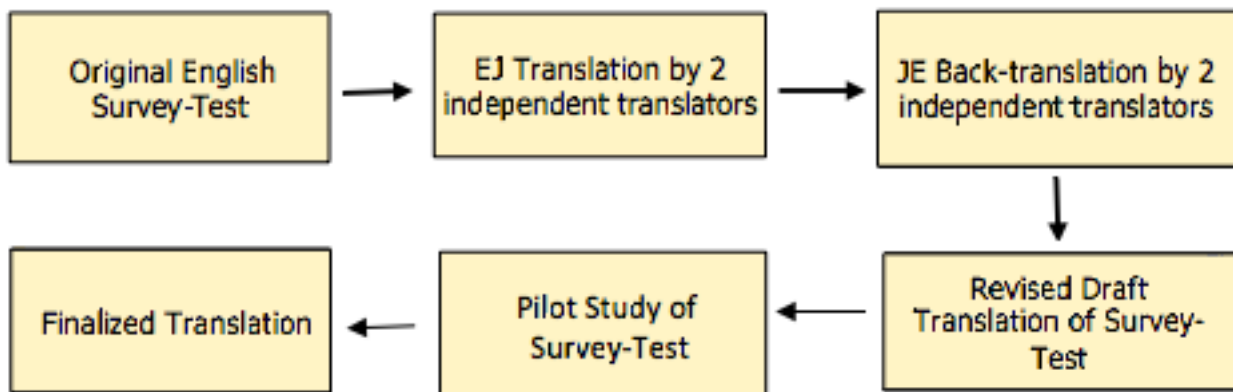 Original English
Survey-Test
EJ Translation by 2
independent translators
JE Back-translation by 2
independent translators
Revised Draft
Translation of Survey-
Test
Pilot Study of
Survey-Test
Finalized Translation